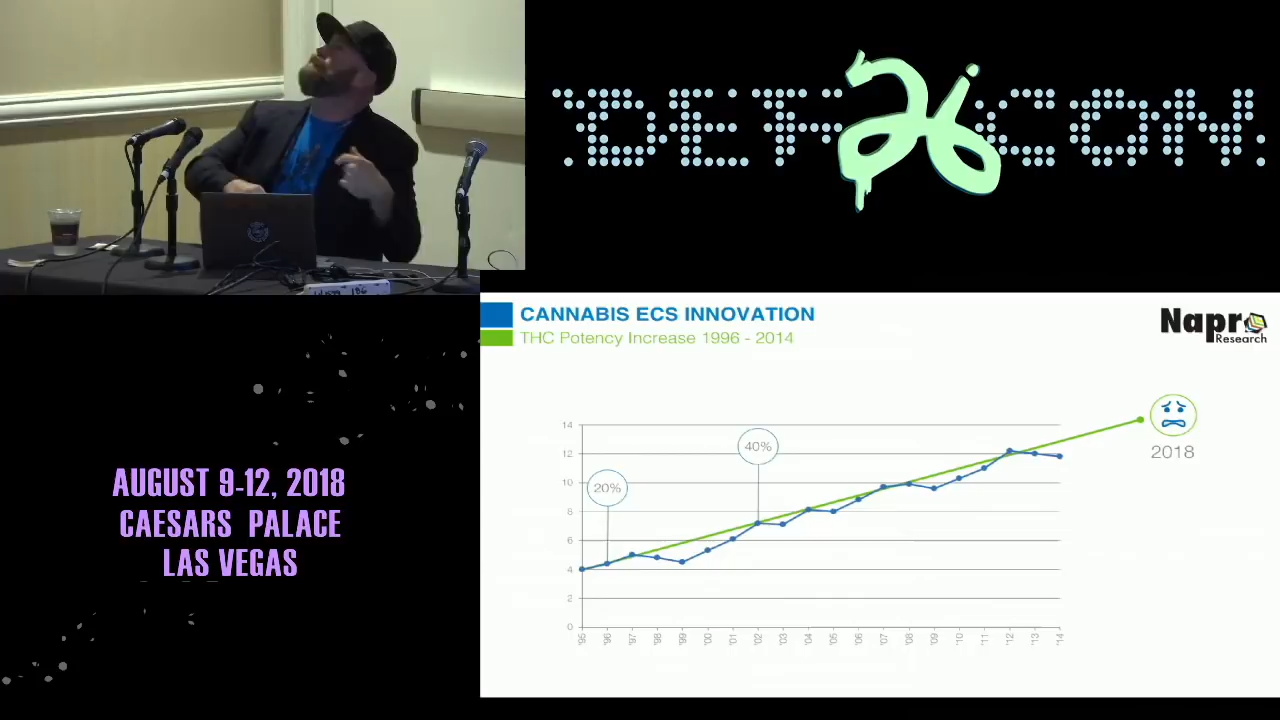 DEF 26 CON
CANNABIS ECS INNOVATION
THC Potency Increase 1996 - 2014
Napro
Research
AUGUST 9-12, 2018
CAESARS PALACE
LAS VEGAS
14
12
10
8
6
4
2
0
20%
40%
2018
'95 '96 '97 '98 '99 '00 '01 '02 '03 '04 '05 '06 '07 '08 '09 '10 '11 '12 '13 '14